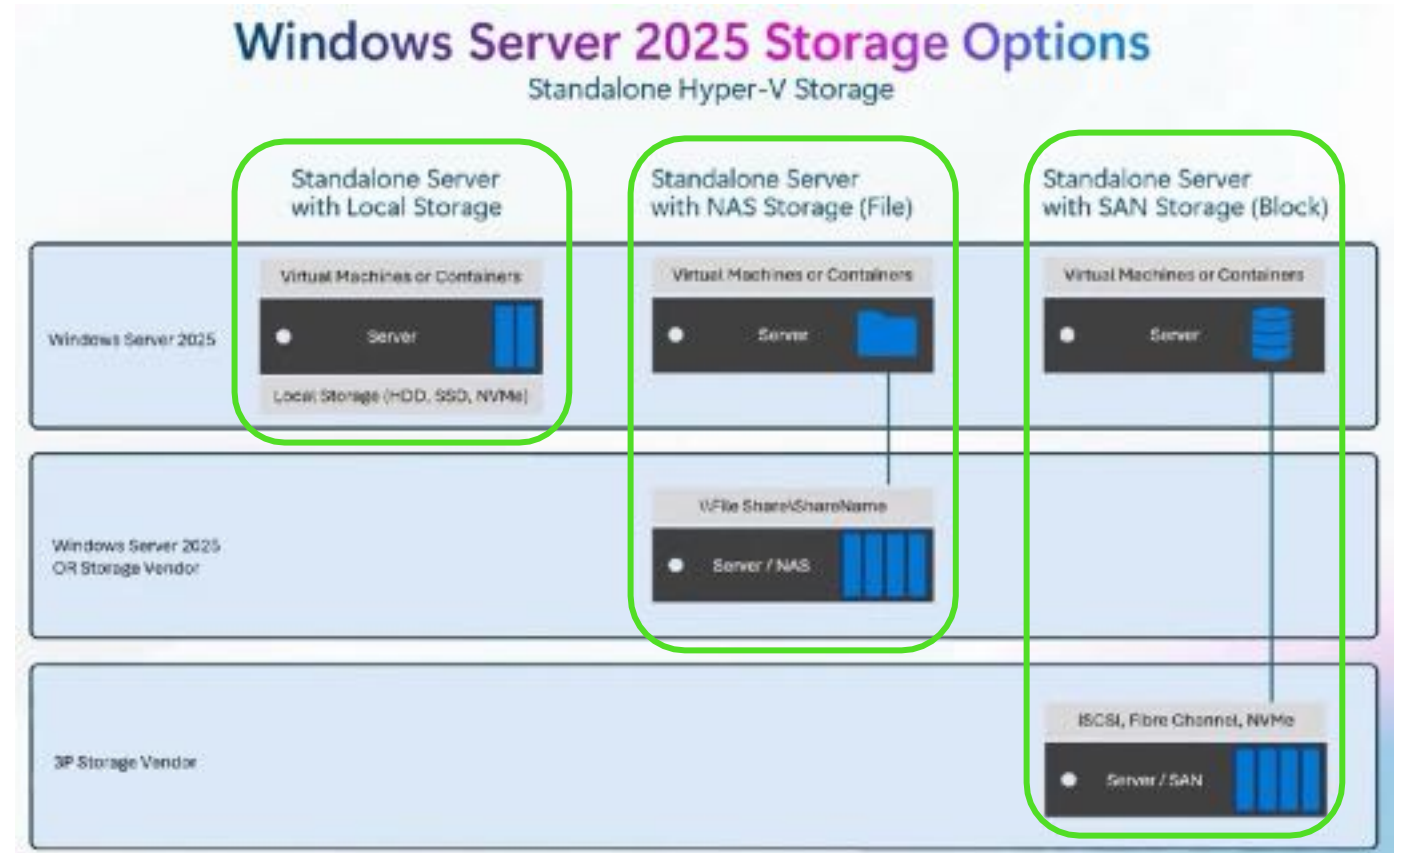 Windows Server 2025 Storage Options
Standalone Hyper-V Storage
Standalone Server
with Local Storage
Standalone Server
with NAS Storage (File)
Standalone Server
with SAN Storage (Block)
Windows Server 2025
Virtual Machines or Containers
Server
Local Storage (HDD, SSD, NVMe)
Virtual Machines or Containers
Server
Virtual Machines or Containers
Server
Windows Server 2025
OR Storage Vendor
\\File Share\ShareName
Server / NAS
3P Storage Vendor
iSCSI, Fibre Channel, NVMe
Server / SAN